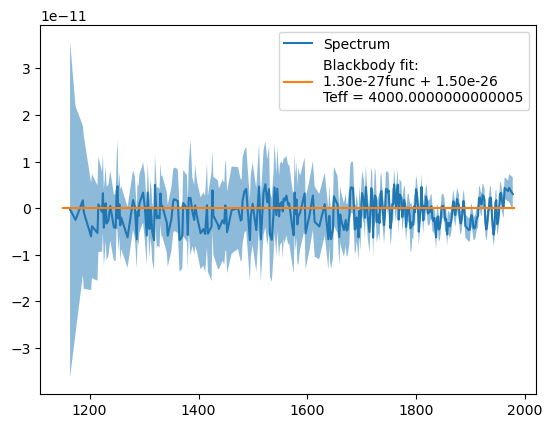 1e−11
Spectrum
Blackbody fit:
1.30e-27func + 1.50e-26
Teff = 4000.0000000000005
3
2
1
0
−1
−2
−3
1200
1400
1600
1800
2000